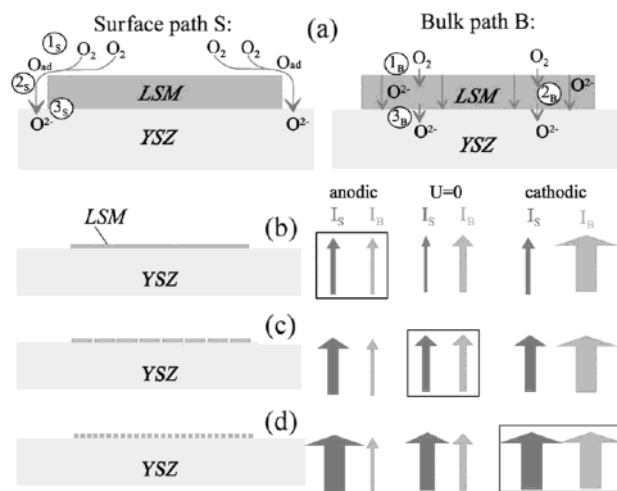 Surface path S: (a) Bulk path B:
1S O2 O2 O2 O2 1B O2 O2
Oad Oad
2S LSM O2- LSM 2B O2-
3S 3B
O2- O2- O2- O2-
YSZ YSZ
anodic U=0 cathodic
LSM (b) IS IB IS IB IS IB
YSZ
(c)
YSZ
(d)
YSZ